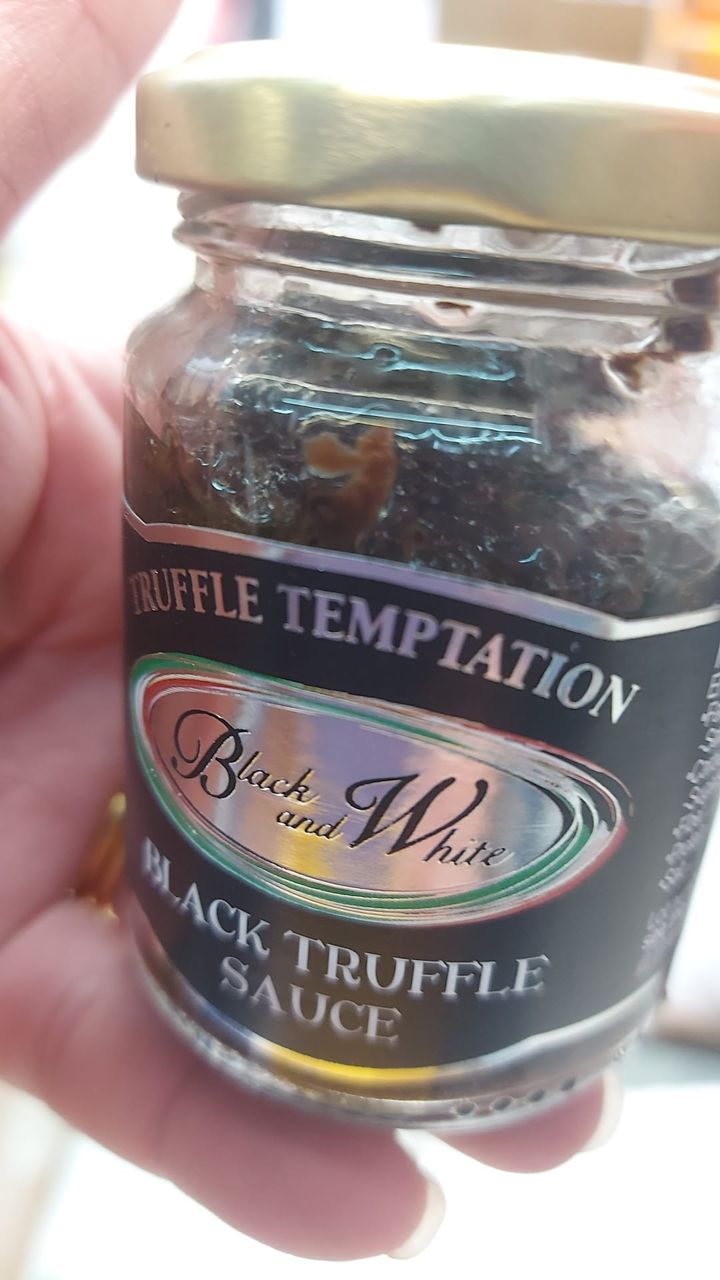 TRUFFLE TEMPTATION
Black
and White
BLACK TRUFFLE
SAUCE